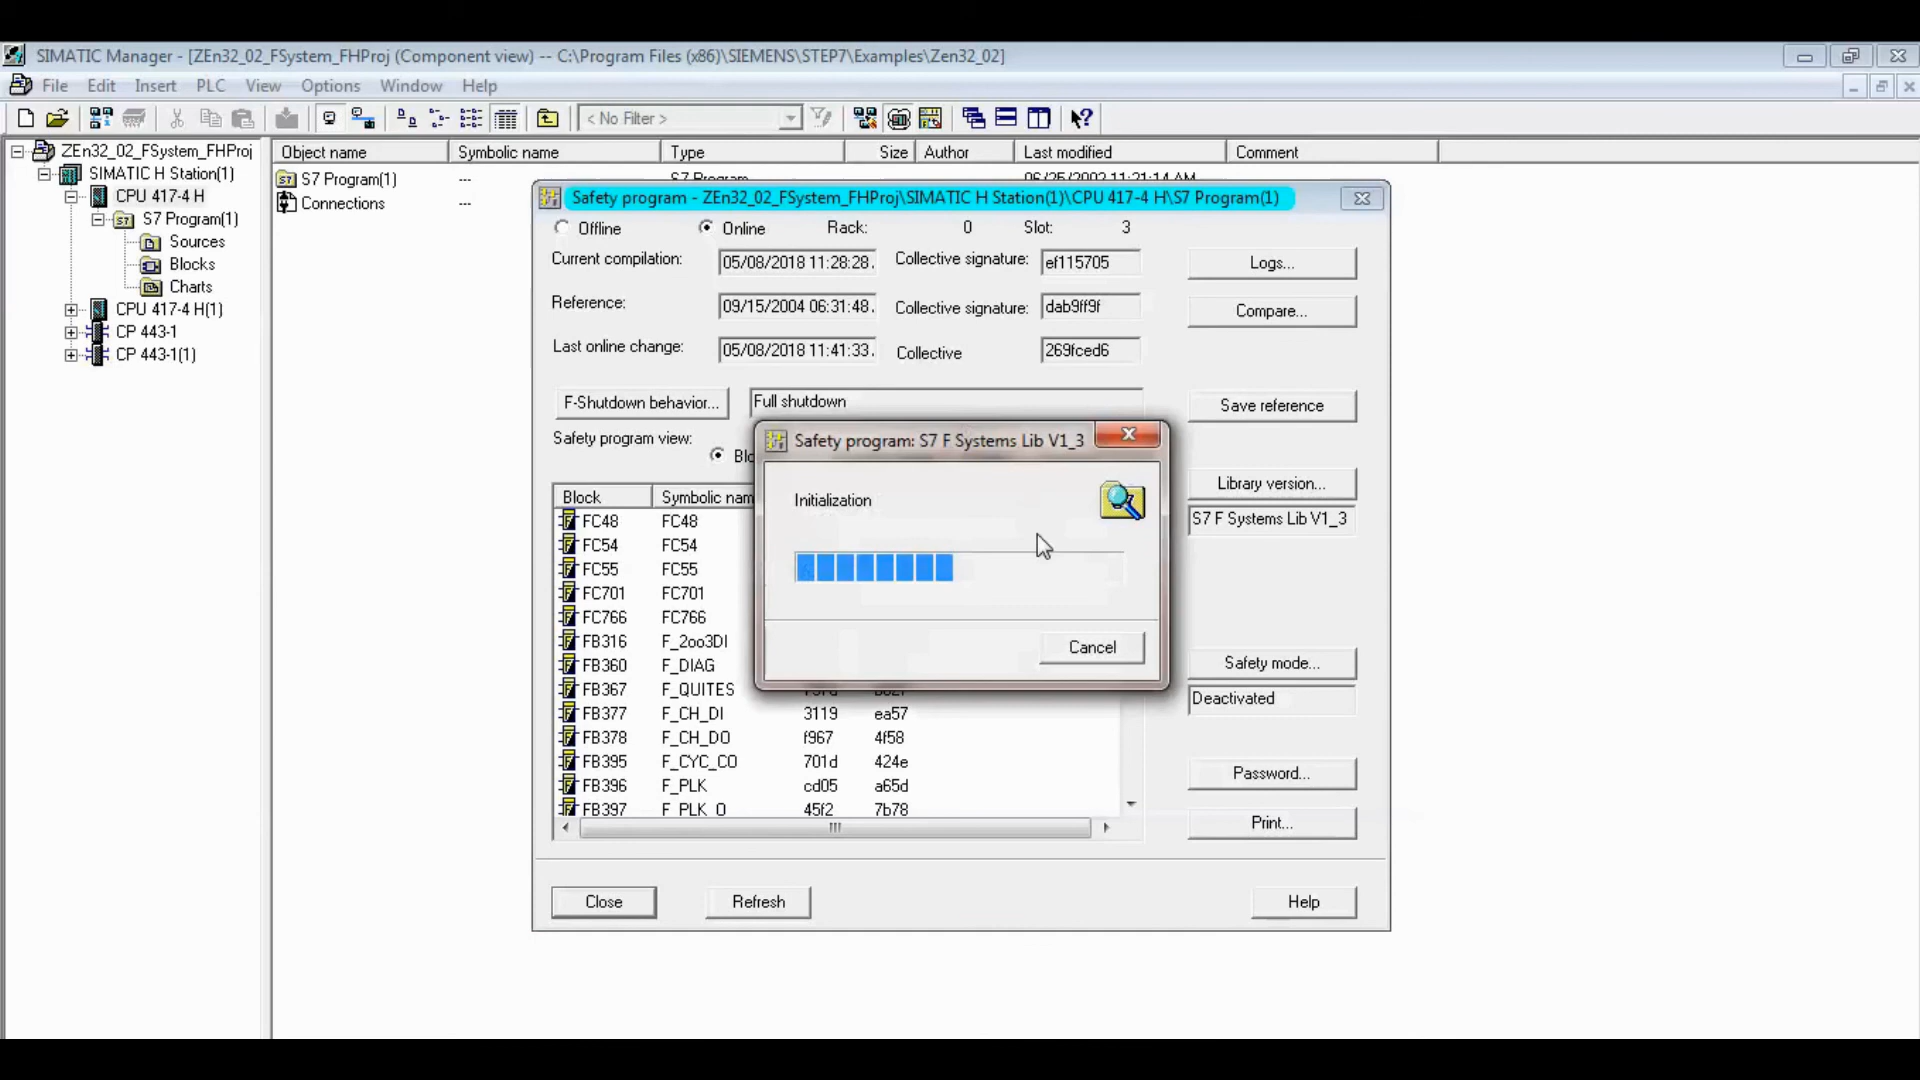 SIMATIC Manager - [ZEn32_02_FSystem_FHProj (Component view) -- C:\Program Files (x86)\SIEMENS\STEP7\Examples\Zen32_02]
File Edit Insert PLC View Options Window Help
< No Filter >
ZEn32_02_FSystem_FHProj
SIMATIC H Station(1)
CPU 417-4 H
S7 Program(1)
Sources
Blocks
Charts
CPU 417-4 H(1)
CP 443-1
CP 443-1(1)
Object name Symbolic name Type Size Author Last modified Comment
S7 Program(1) --- S7 Program 06/25/2002 11:21:14 AM
Connections ---
Safety program - ZEn32_02_FSystem_FHProj\SIMATIC H Station(1)\CPU 417-4 H\S7 Program(1)
Offline Online Rack: 0 Slot: 3
Current compilation: 05/08/2018 11:28:28. Collective signature: ef115705 Logs...
Reference: 09/15/2004 06:31:48. Collective signature: dab9ff9f Compare...
Last online change: 05/08/2018 11:41:33. Collective 269fced6
F-Shutdown behavior... Full shutdown Save reference
Safety program view:
Library version...
S7 F Systems Lib V1_3
Safety mode...
Deactivated
Password...
Print...
Block Symbolic nam
FC48 FC48
FC54 FC54
FC55 FC55
FC701 FC701
FC766 FC766
FB316 F_2oo3DI
FB360 F_DIAG
FB367 F_QUITES
FB377 F_CH_DI 3119 ea57
FB378 F_CH_DO f967 4f58
FB395 F_CYC_CO 701d 424e
FB396 F_PLK cd05 a65d
FB397 F_PLK_O 45f2 7b78
Close Refresh Help
Safety program: S7 F Systems Lib V1_3
Initialization
Cancel